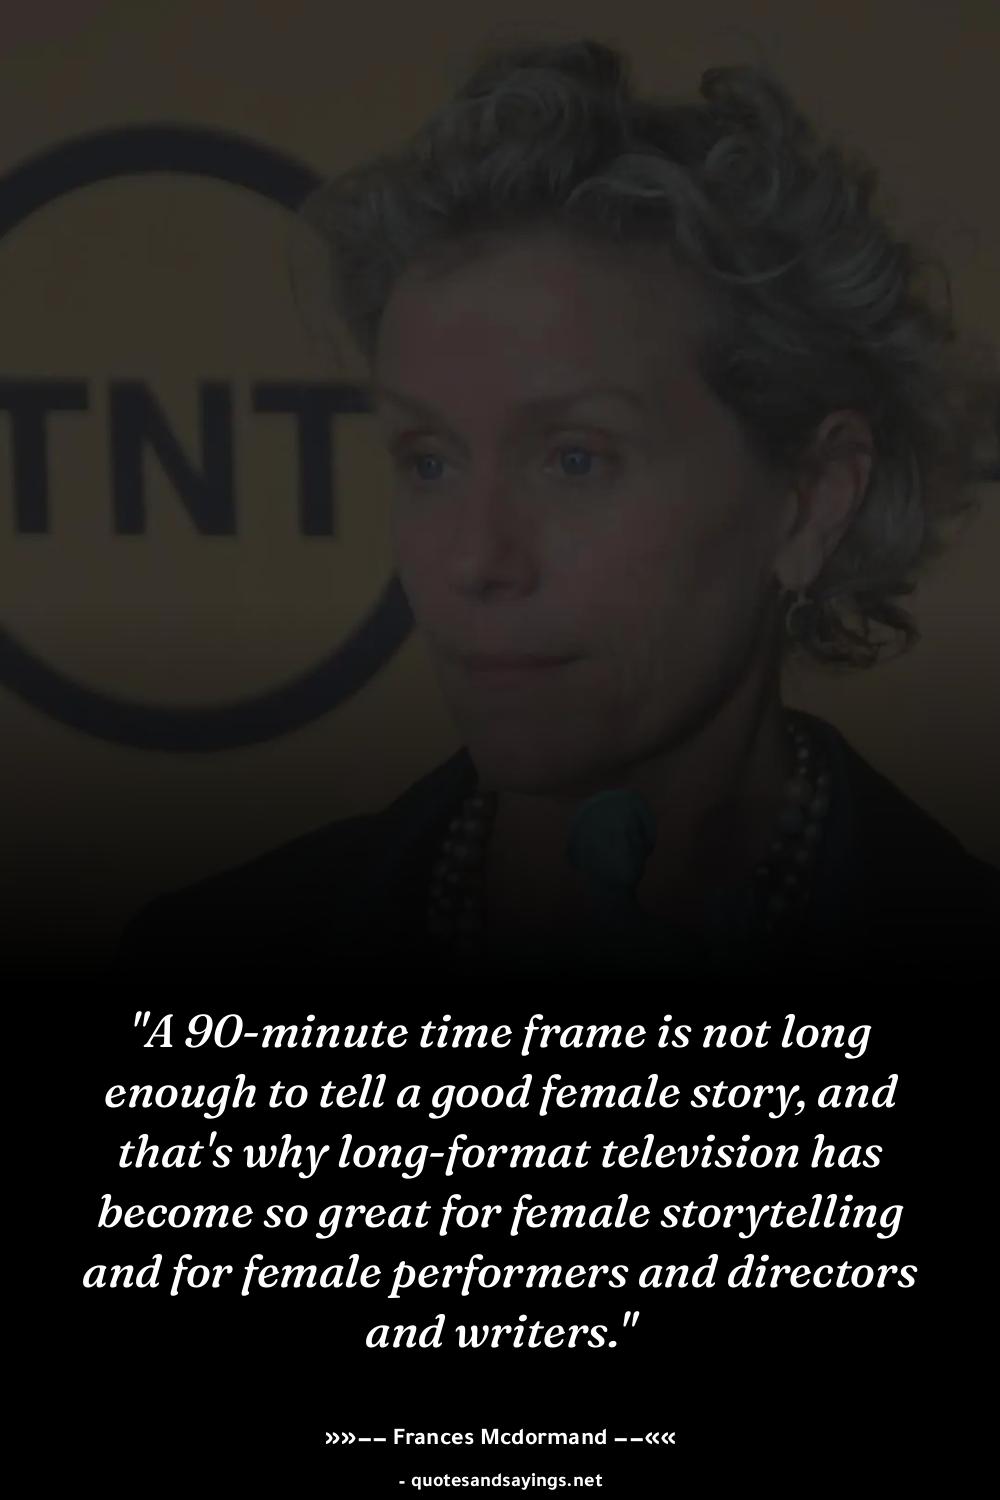 TNT
"A 90-minute time frame is not long
enough to tell a good female story, and
that's why long-format television has
become so great for female storytelling
and for female performers and directors
and writers."
»»−− Frances Mcdormand −−««
- quotesandsayings.net